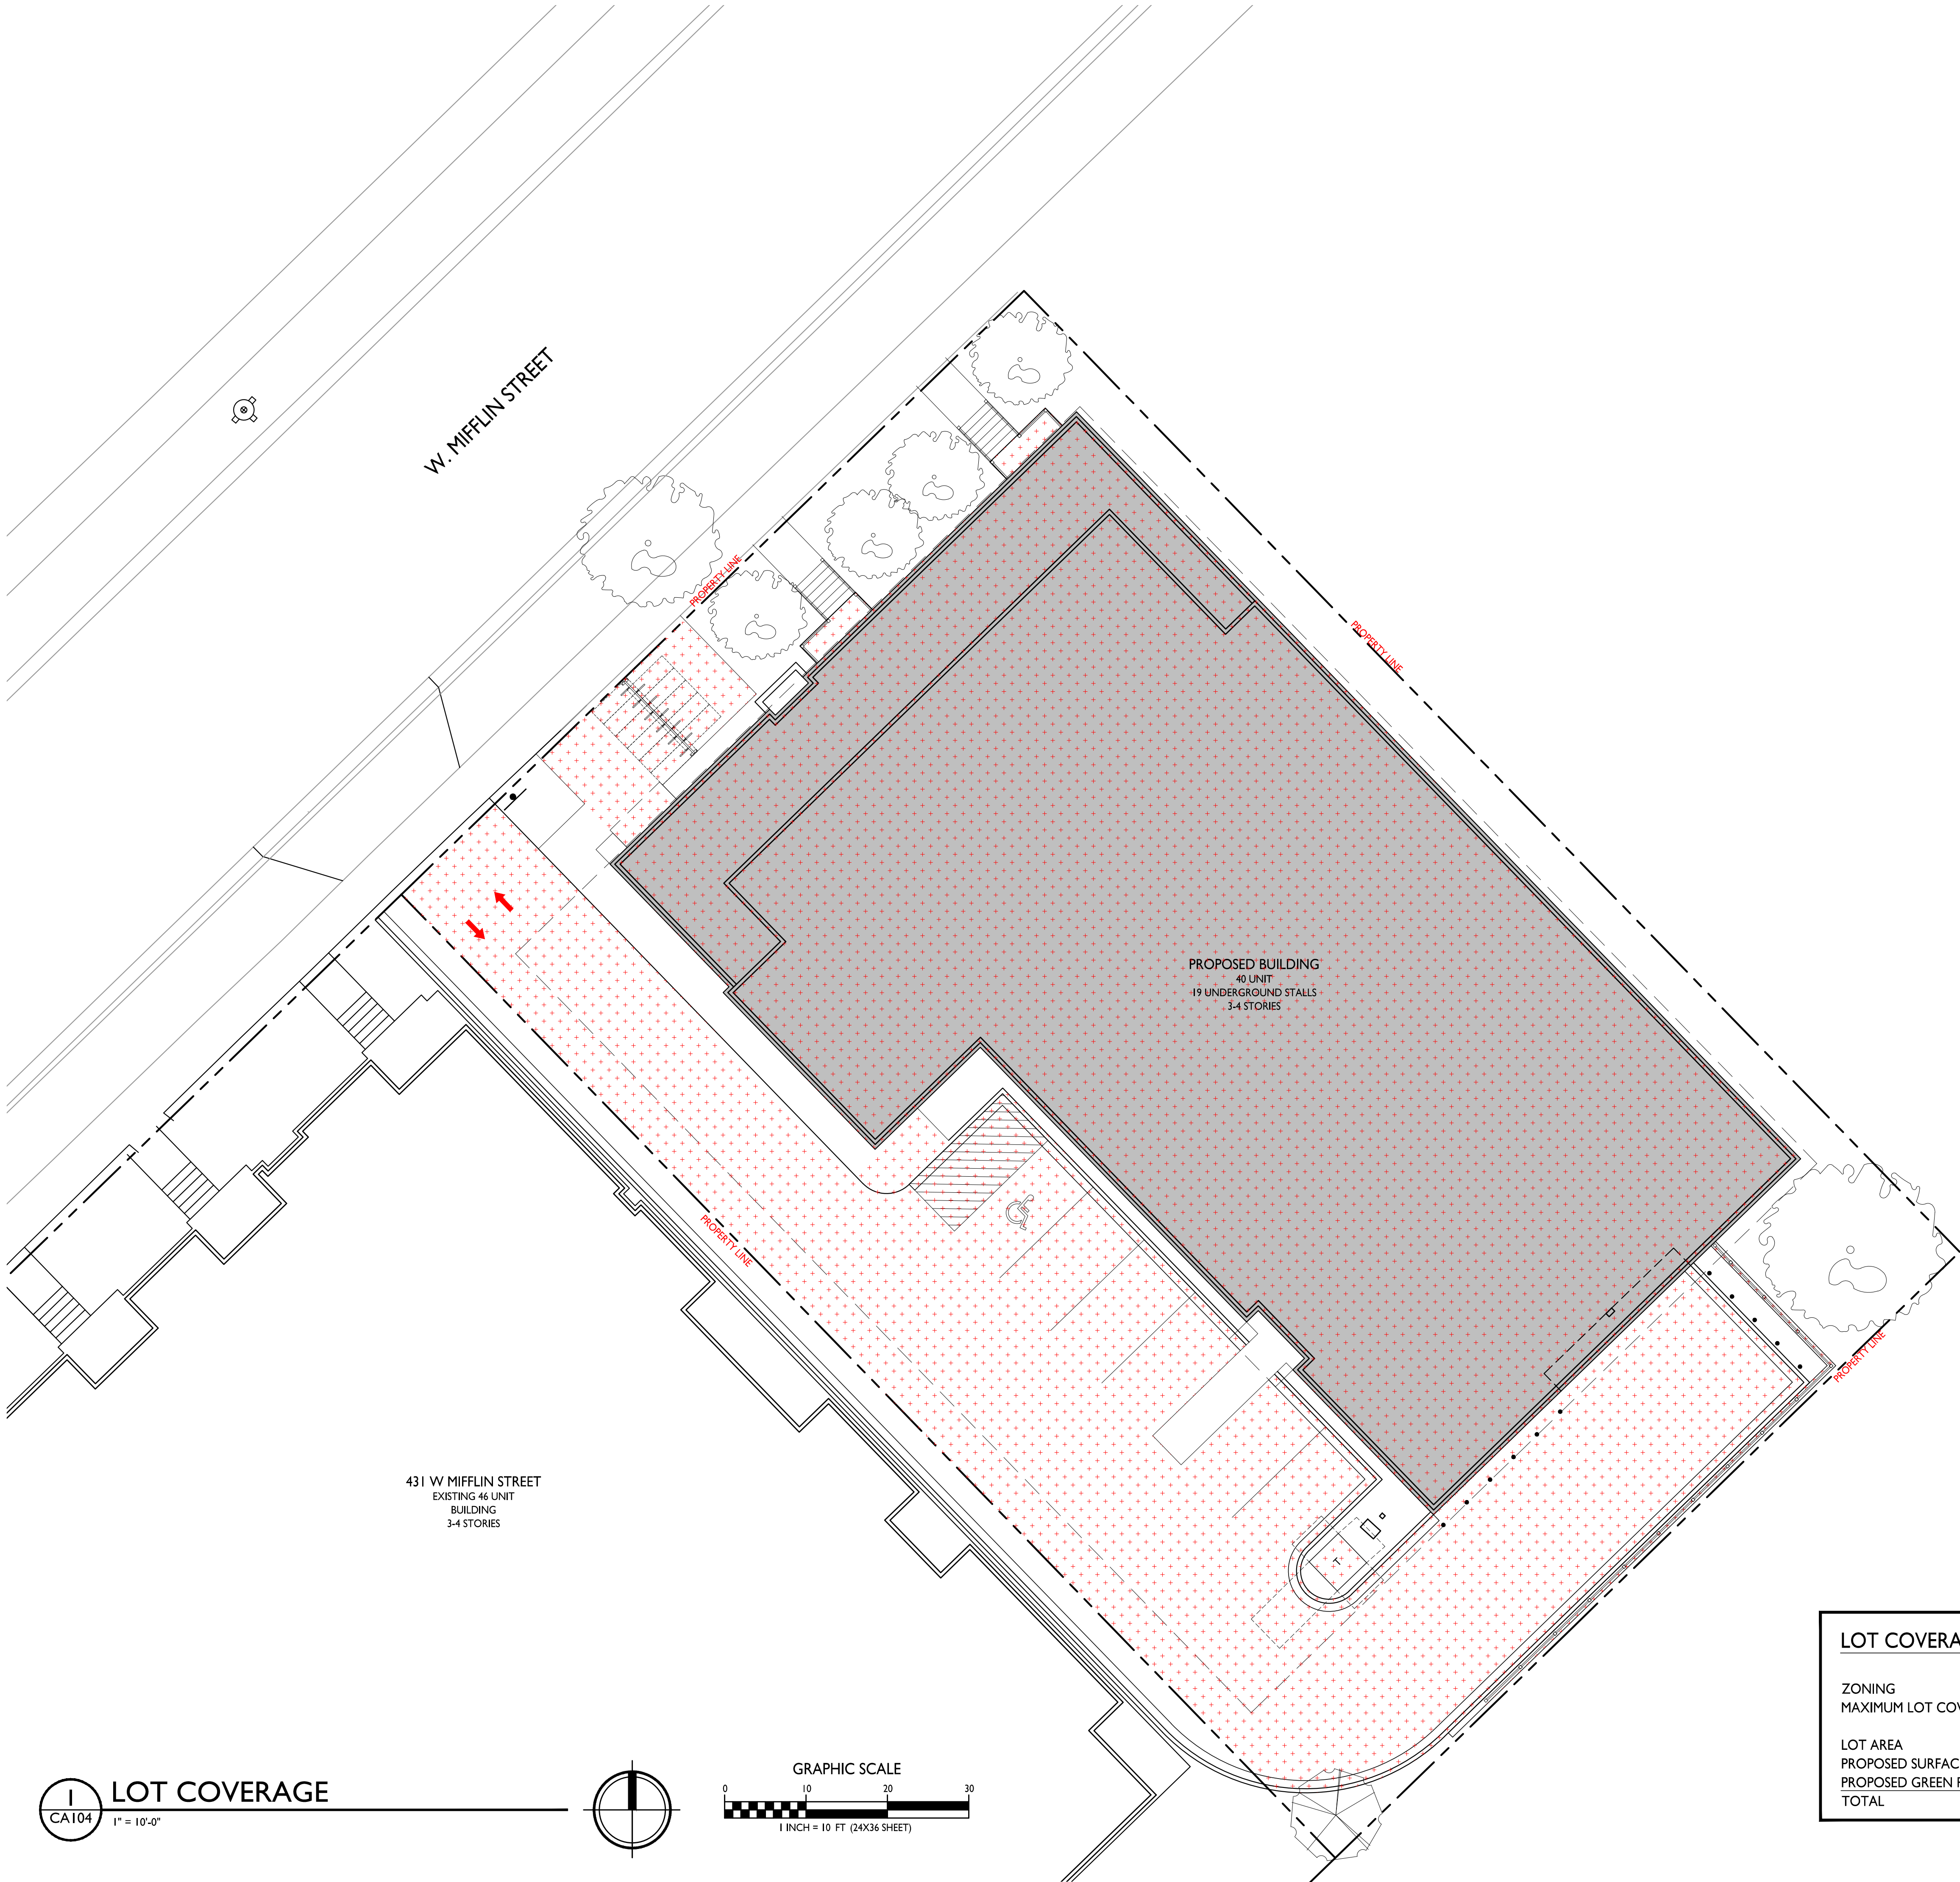 W. MIFFLIN STREET
PROPERTY LINE
PROPERTY LINE
PROPOSED BUILDING
40 UNIT
19 UNDERGROUND STALLS
3-4 STORIES
PROPERTY LINE
PROPERTY LINE
431 W MIFFLIN STREET
EXISTING 46 UNIT
BUILDING
3-4 STORIES
T
LOT COVERA
ZONING
MAXIMUM LOT COV
LOT AREA
PROPOSED SURFAC
PROPOSED GREEN
TOTAL
1
CA104
LOT COVERAGE
1" = 10'-0"
GRAPHIC SCALE
0 10 20 30
1 INCH = 10 FT (24X36 SHEET)